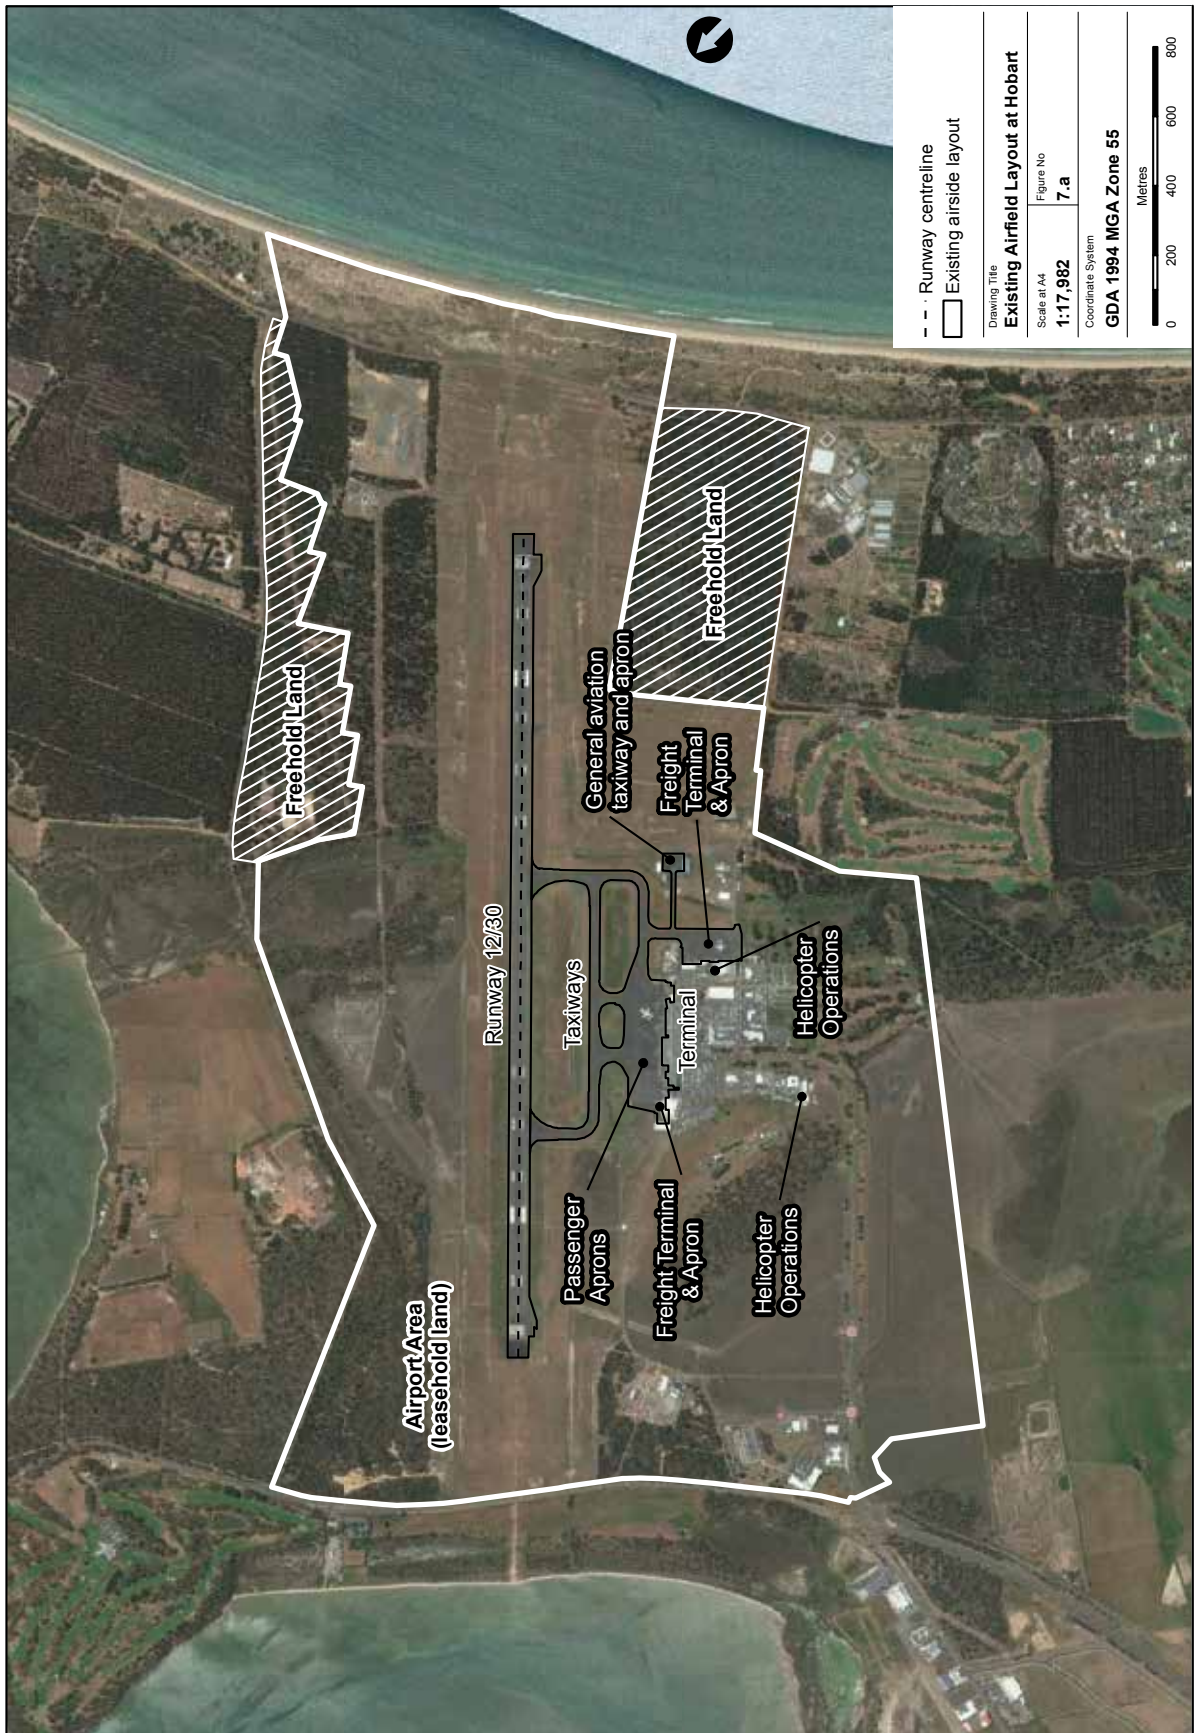 Runway centreline
Existing airside layout
Drawing Title
Existing Airfield Layout at Hobart
Scale at A4
1:17,982
Figure No
7.a
Coordinate System
GDA 1994 MGA Zone 55
Metres
0 200 400 600 800
Freehold Land
Airport Area
(leasehold land)
Runway 12/30
Taxiways
Passenger
Aprons
General aviation
taxiway and apron
Freight Terminal
& Apron
Terminal
Freight
Terminal
& Apron
Freehold Land
Helicopter
Operations
Helicopter
Operations